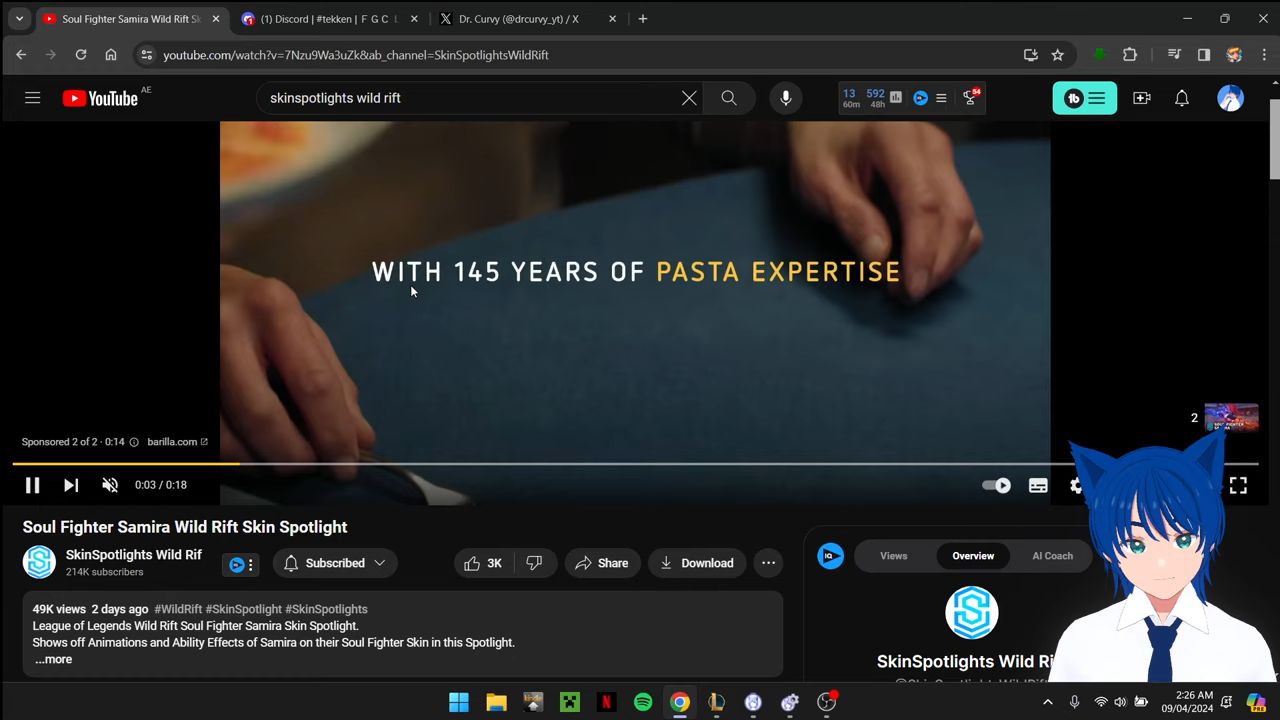 Soul Fighter Samira Wild Rift Sk
(1) Discord | #tekken | F G C L
Dr. Curvy (@drcurvy_yt) / X
youtube.com/watch?v=7Nzu9Wa3uZk&ab_channel=SkinSpotlightsWildRift
YouTube AE
skinspotlights wild rift
13 592
60m 48h
54
WITH 145 YEARS OF PASTA EXPERTISE
2
Sponsored 2 of 2 · 0:14
barilla.com
0:03 / 0:18
Soul Fighter Samira Wild Rift Skin Spotlight
SkinSpotlights Wild Rif
214K subscribers
Subscribed
3K
Share
Download
49K views 2 days ago #WildRift #SkinSpotlight #SkinSpotlights
League of Legends Wild Rift Soul Fighter Samira Skin Spotlight.
Shows off Animations and Ability Effects of Samira on their Soul Fighter Skin in this Spotlight.
...more
IQ
Views
Overview
AI Coach
SkinSpotlights Wild Ri
2:26 AM
09/04/2024